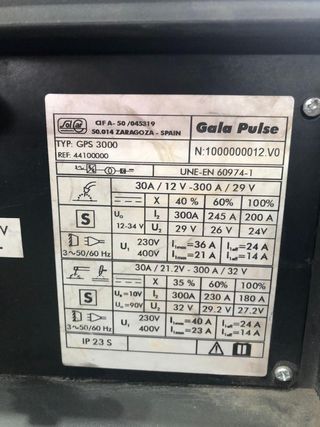 CIF A- 50 /045319
50.014 ZARAGOZA - SPAIN
Gala Pulse
TYP: GPS 3000
REF: 44100000
N:1000000012.V0
UNE-EN 60974-1
30A / 12 V -300 A / 29 V
S
U₀
12-34 V
X 40 % 60% 100%
I₂ 300A 245 A 200 A
U₂ 29 V 26 V 24V
3∼50/60 Hz
U₁ 230V 400V
I₁max=36 A I₁eff=24 A
I₁max=21 A I₁eff=14 A
30A / 21.2V - 300 A / 32 V
S
U₀=10V
U₀=90V
X 35 % 60% 100%
I₂ 300A 230 A 180 A
U₂ 32 V 29.2 V 27.2V
3∼50/60 Hz
U₁ 230V 400V
I₁max=40 A I₁eff=24 A
I₁max=23 A I₁eff=14 A
IP 23 S
V